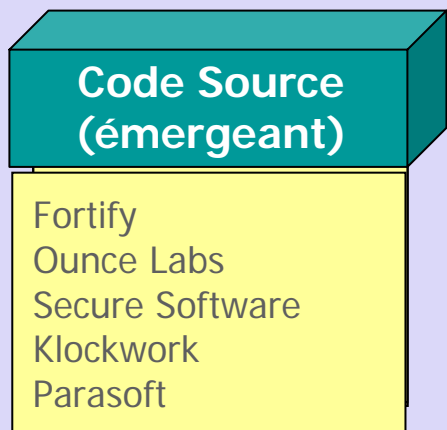 Code Source
(émergeant)
Fortify
Ounce Labs
Secure Software
Klockwork
Parasoft